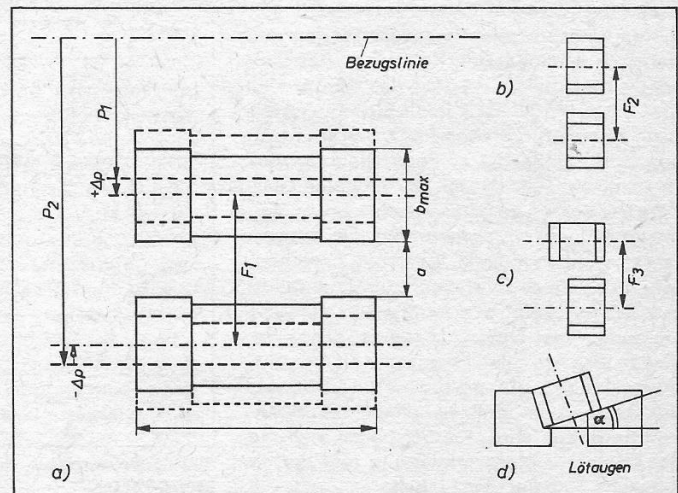 Bezugslinie
P1
P2
+Δp
-Δp
F1
bmax
a
a)
b)
F2
c)
F3
α
d)
Lötaugen